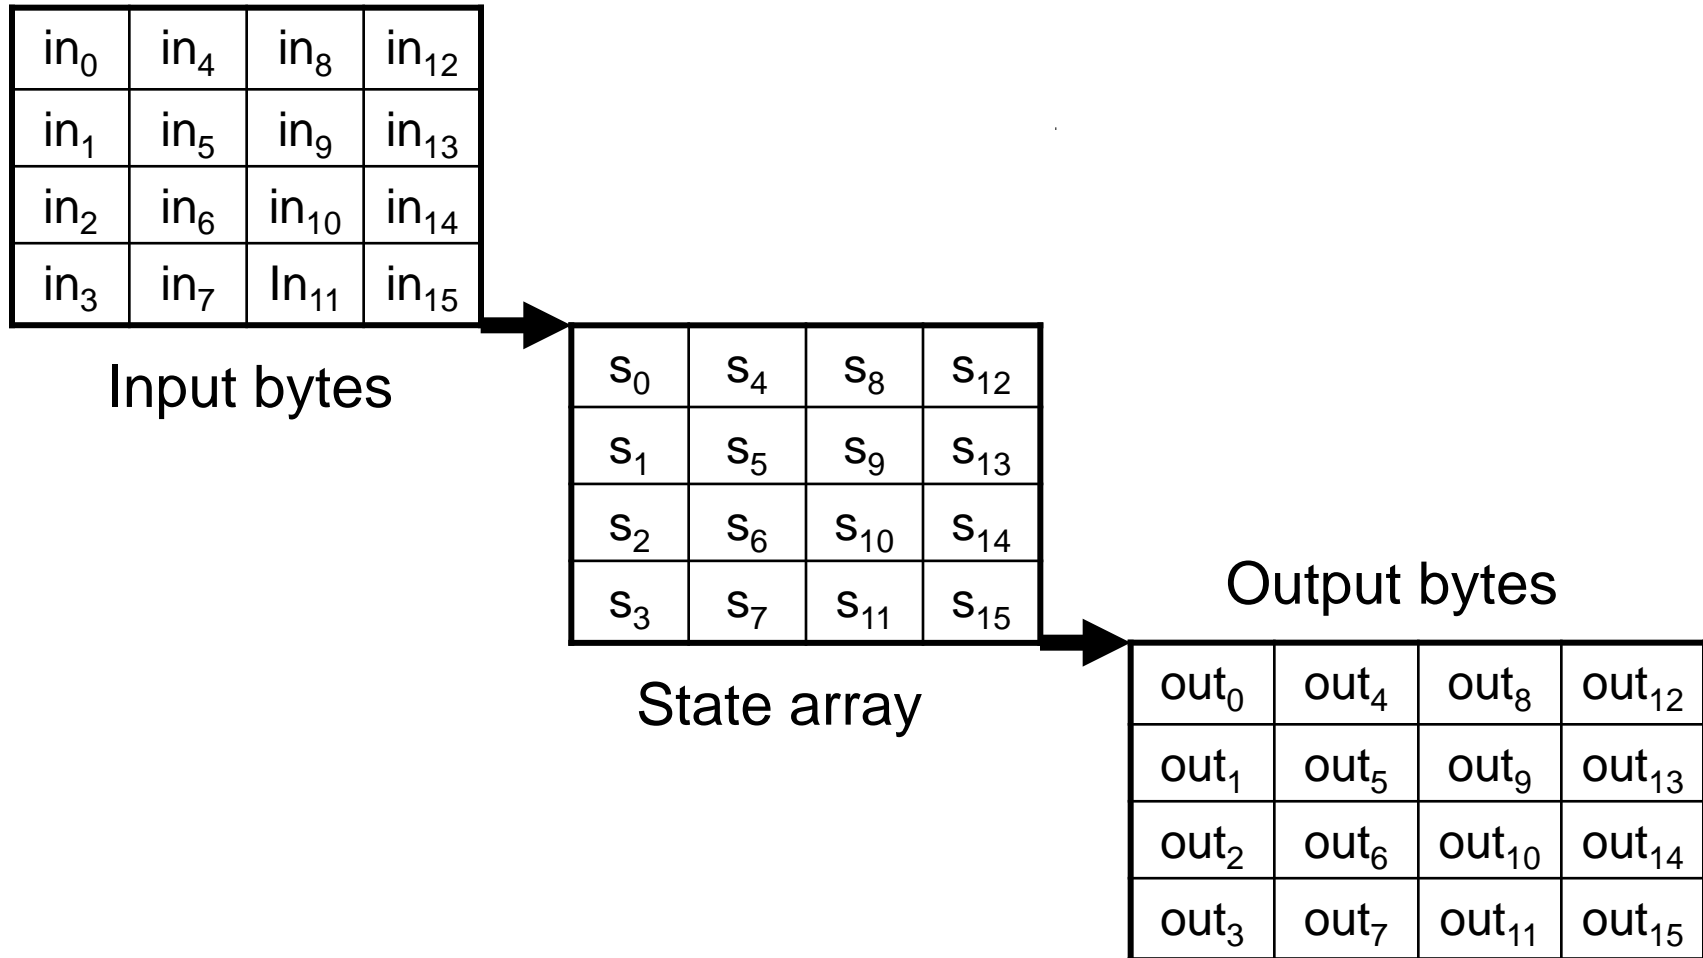 in₀ in₄ in₈ in₁₂
in₁ in₅ in₉ in₁₃
in₂ in₆ in₁₀ in₁₄
in₃ in₇ In₁₁ in₁₅
Input bytes
s₀ s₄ s₈ s₁₂
s₁ s₅ s₉ s₁₃
s₂ s₆ s₁₀ s₁₄
s₃ s₇ s₁₁ s₁₅
State array
Output bytes
out₀ out₄ out₈ out₁₂
out₁ out₅ out₉ out₁₃
out₂ out₆ out₁₀ out₁₄
out₃ out₇ out₁₁ out₁₅